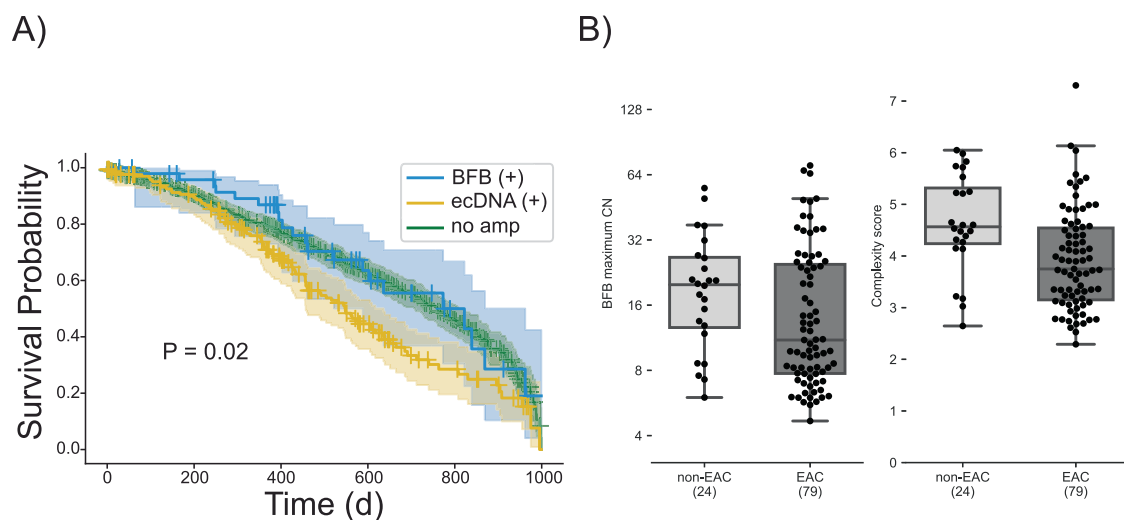 A)
B)
Survival Probability
1.0
0.8
0.6
0.4
0.2
0.0
BFB (+)
ecDNA (+)
no amp
P = 0.02
0
200
400
600
800
1000
Time (d)
BFB maximum CN
128
64
32
16
8
4
non-EAC
(24)
EAC
(79)
Complexity score
7
6
5
4
3
2
1
0
non-EAC
(24)
EAC
(79)